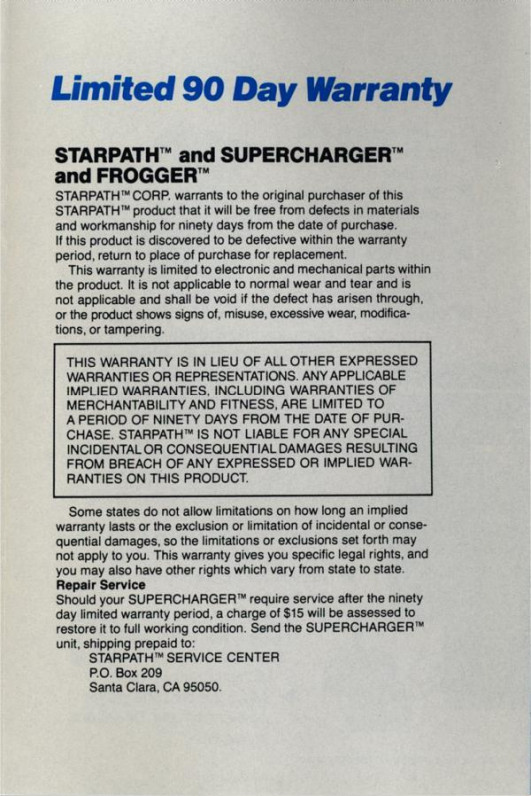 Limited 90 Day Warranty
STARPATH™ and SUPERCHARGER™
and FROGGER™
STARPATH™ CORP. warrants to the original purchaser of this
STARPATH™ product that it will be free from defects in materials
and workmanship for ninety days from the date of purchase.
If this product is discovered to be defective within the warranty
period, return to place of purchase for replacement.
This warranty is limited to electronic and mechanical parts within
the product. It is not applicable to normal wear and tear and is
not applicable and shall be void if the defect has arisen through,
or the product shows signs of, misuse, excessive wear, modifica-
tions, or tampering.
THIS WARRANTY IS IN LIEU OF ALL OTHER EXPRESSED
WARRANTIES OR REPRESENTATIONS. ANY APPLICABLE
IMPLIED WARRANTIES, INCLUDING WARRANTIES OF
MERCHANTABILITY AND FITNESS, ARE LIMITED TO
A PERIOD OF NINETY DAYS FROM THE DATE OF PUR-
CHASE. STARPATH™ IS NOT LIABLE FOR ANY SPECIAL
INCIDENTAL OR CONSEQUENTIAL DAMAGES RESULTING
FROM BREACH OF ANY EXPRESSED OR IMPLIED WAR-
RANTIES ON THIS PRODUCT.
Some states do not allow limitations on how long an implied
warranty lasts or the exclusion or limitation of incidental or conse-
quential damages, so the limitations or exclusions set forth may
not apply to you. This warranty gives you specific legal rights, and
you may also have other rights which vary from state to state.
Repair Service
Should your SUPERCHARGER™ require service after the ninety
day limited warranty period, a charge of $15 will be assessed to
restore it to full working condition. Send the SUPERCHARGER™
unit, shipping prepaid to:
STARPATH™ SERVICE CENTER
P.O. Box 209
Santa Clara, CA 95050.